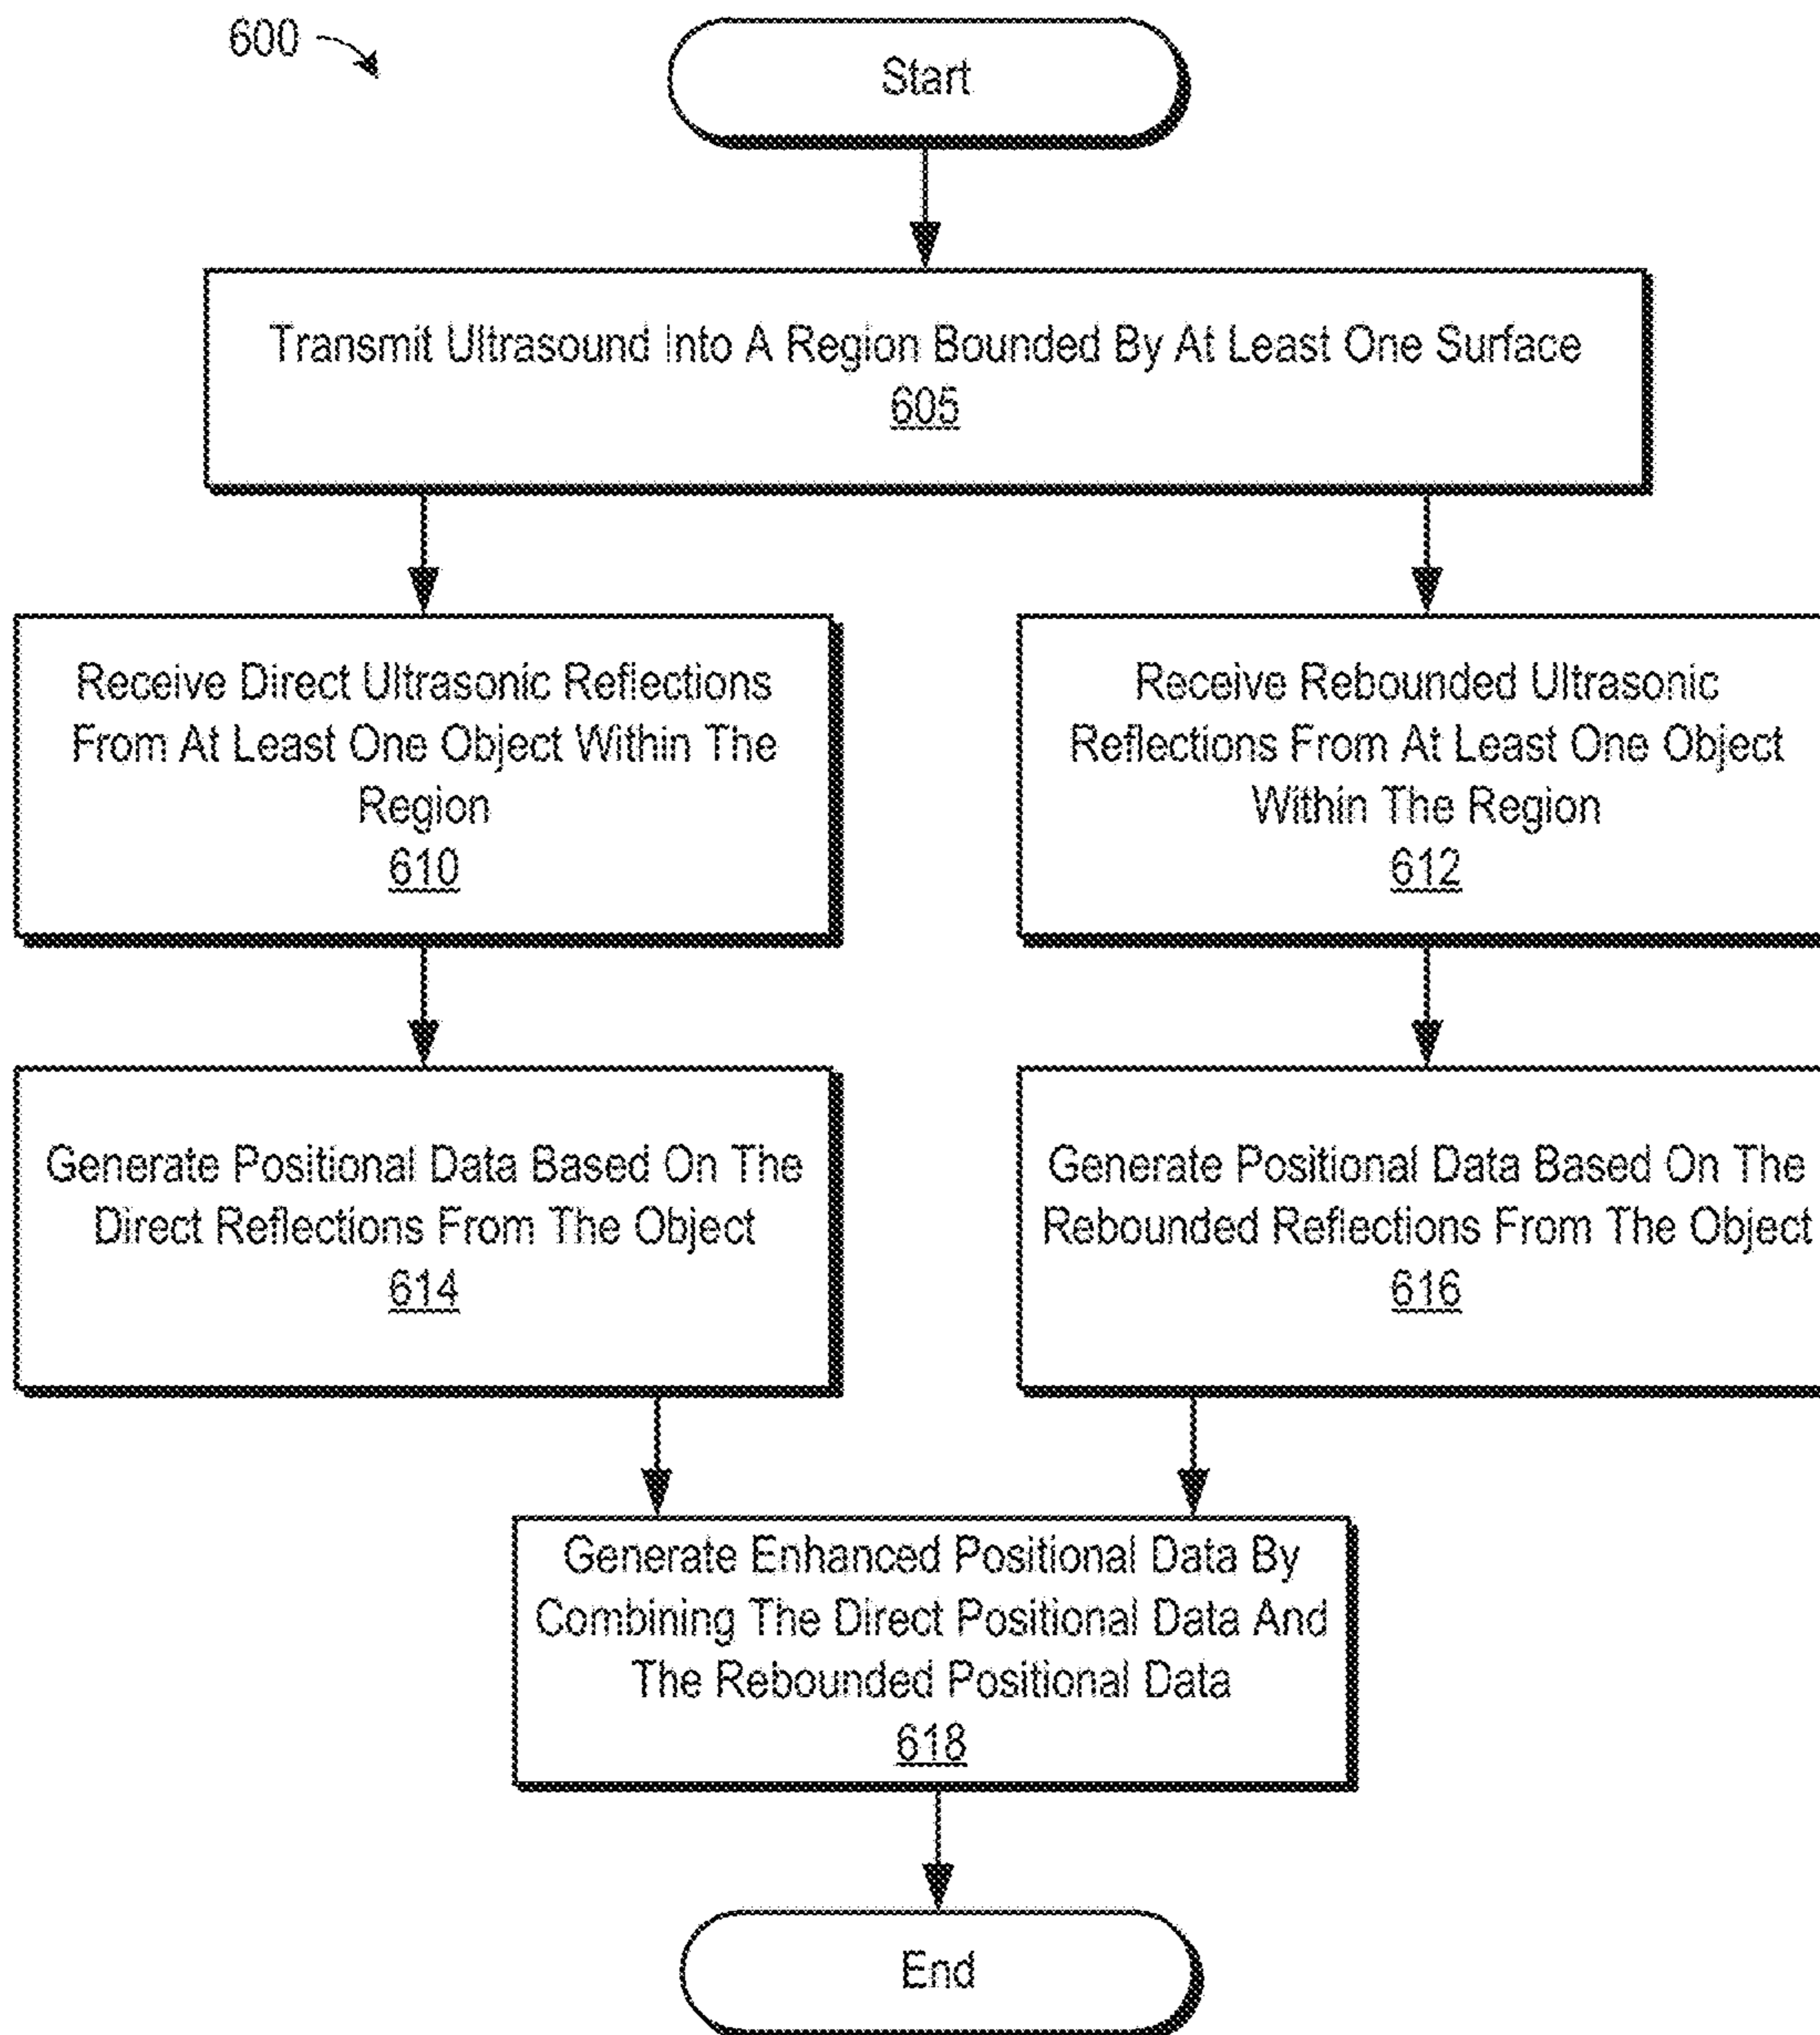 600
Start
Transmit Ultrasound Into A Region Bounded By At Least One Surface
605
Receive Direct Ultrasonic Reflections
From At Least One Object Within The
Region
610
Receive Rebounded Ultrasonic
Reflections From At Least One Object
Within The Region
612
Generate Positional Data Based On The
Direct Reflections From The Object
614
Generate Positional Data Based On The
Rebounded Reflections From The Object
616
Generate Enhanced Positional Data By
Combining The Direct Positional Data And
The Rebounded Positional Data
618
End